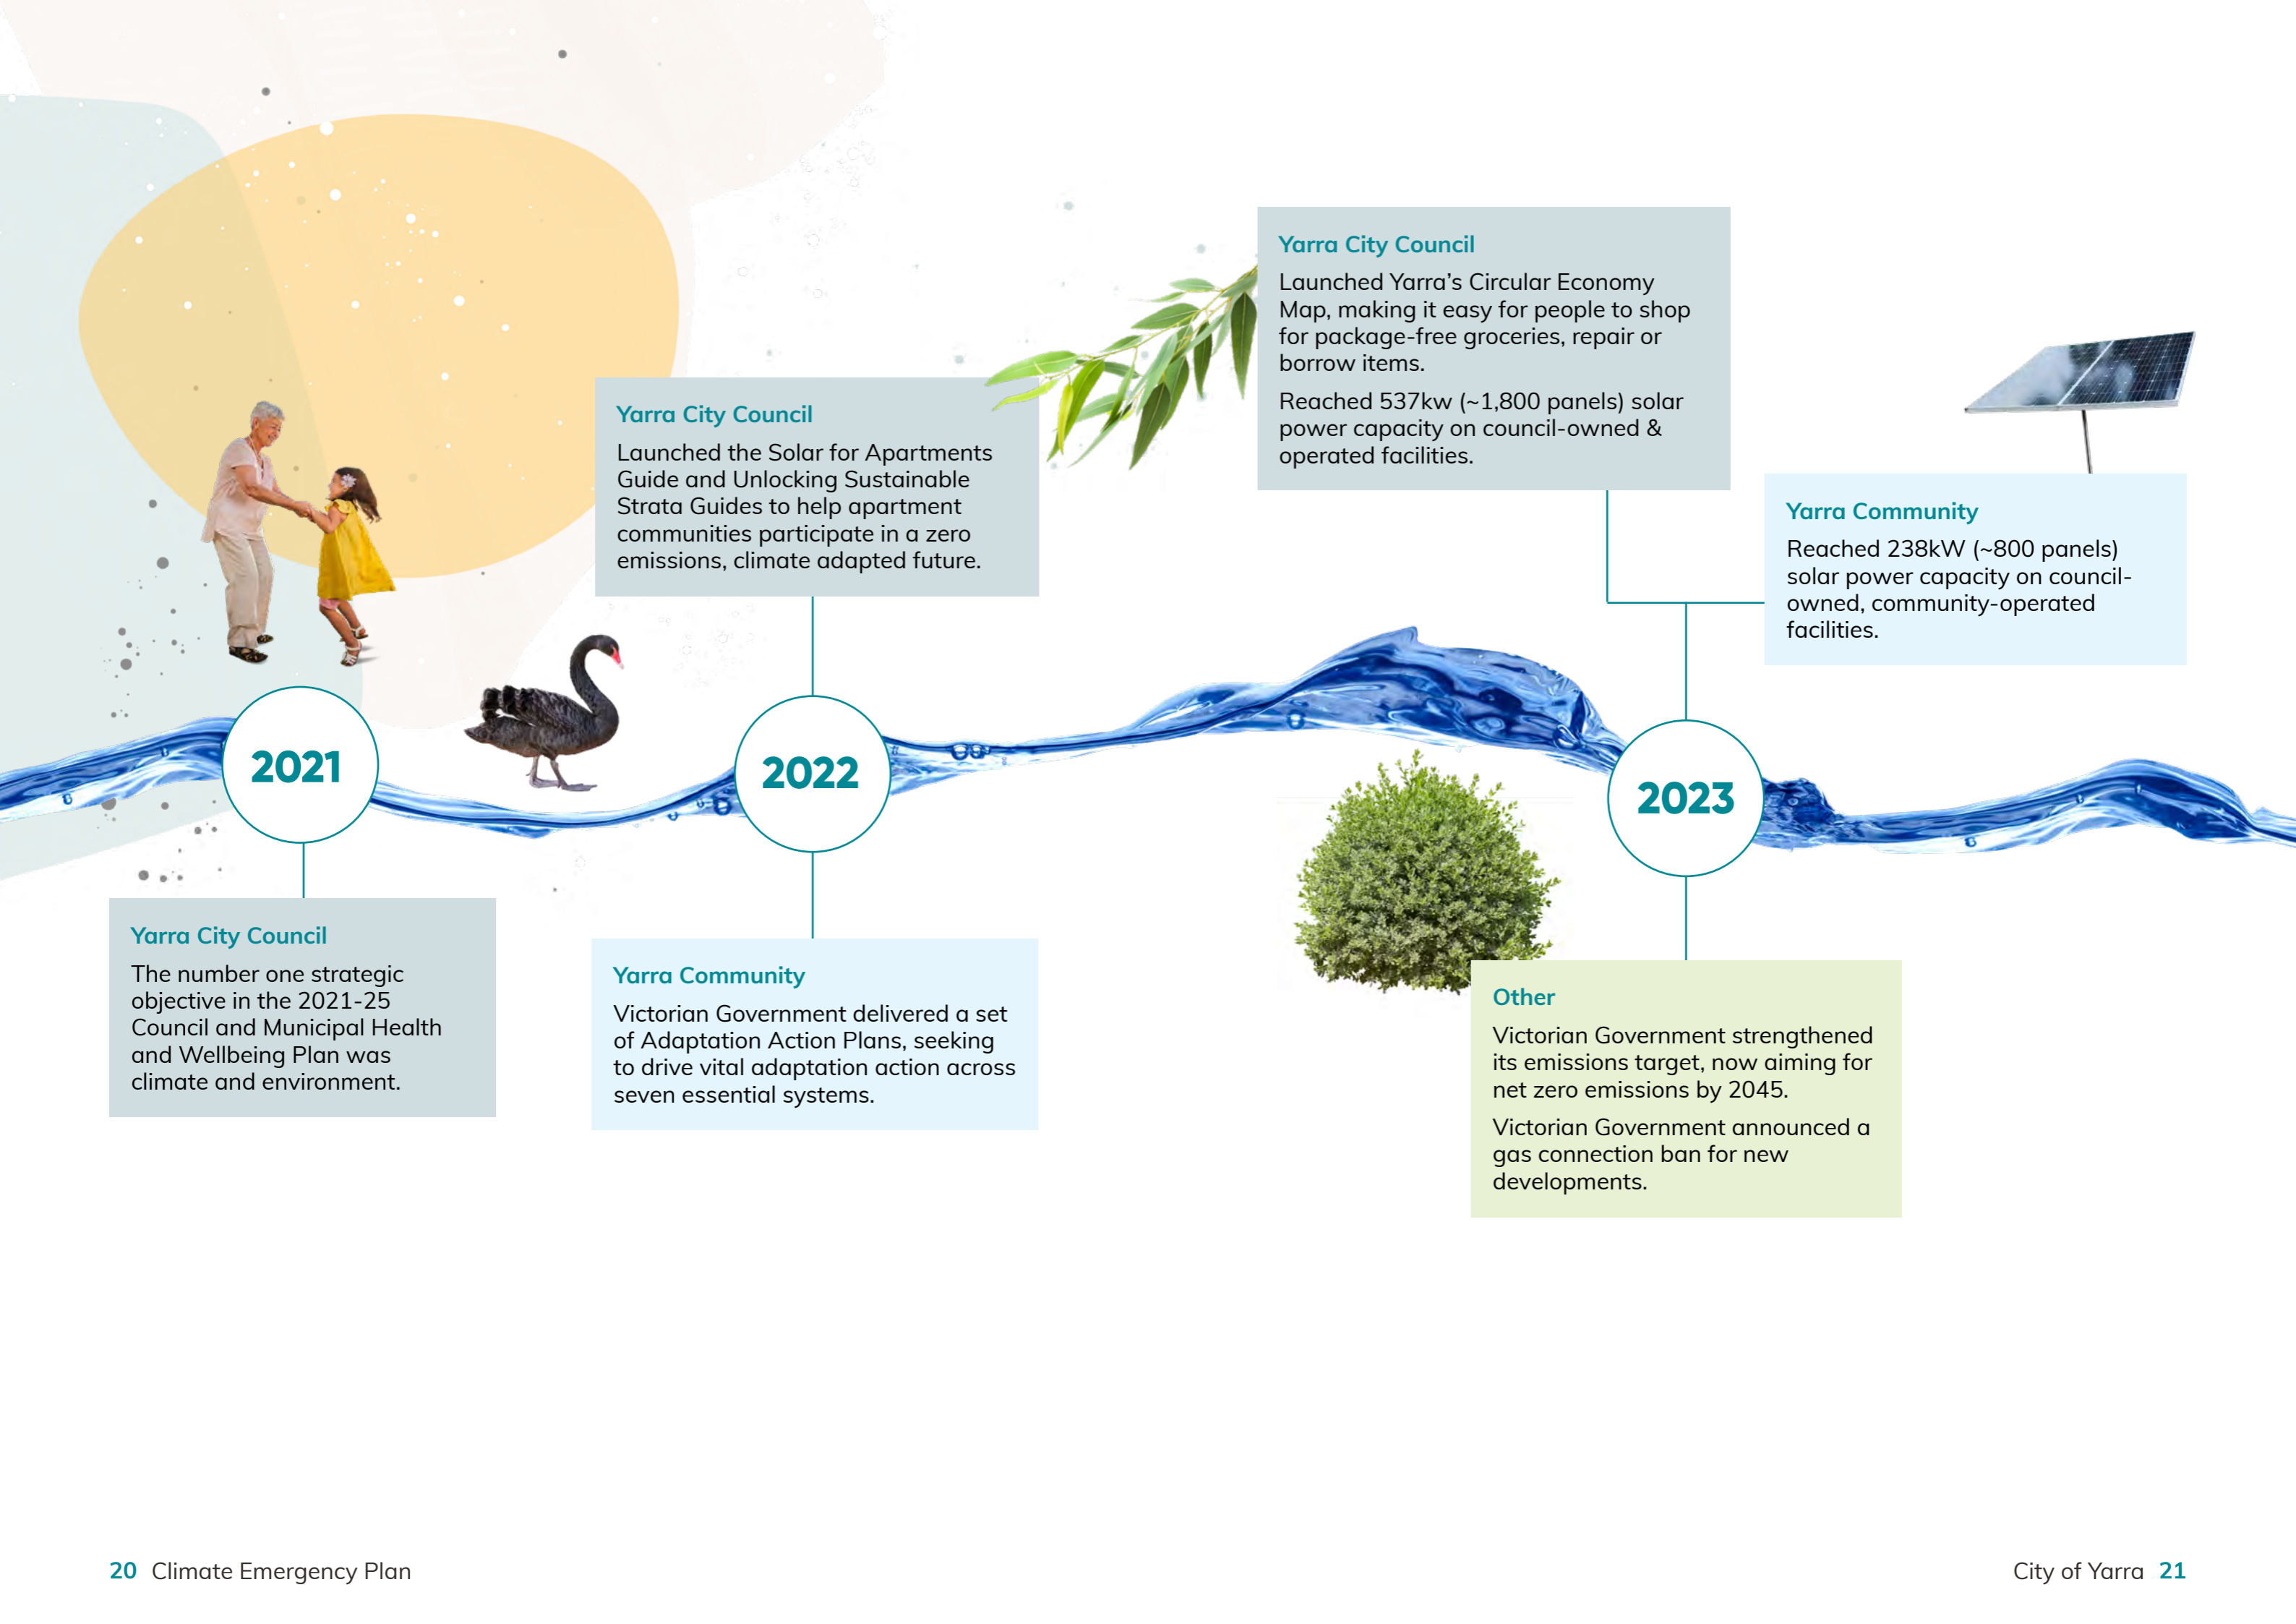 2021
Yarra City Council
The number one strategic
objective in the 2021-25
Council and Municipal Health
and Wellbeing Plan was
climate and environment.
Yarra City Council
Launched the Solar for Apartments
Guide and Unlocking Sustainable
Strata Guides to help apartment
communities participate in a zero
emissions, climate adapted future.
2022
Yarra Community
Victorian Government delivered a set
of Adaptation Action Plans, seeking
to drive vital adaptation action across
seven essential systems.
Yarra City Council
Launched Yarra’s Circular Economy
Map, making it easy for people to shop
for package-free groceries, repair or
borrow items.
Reached 537kw (~1,800 panels) solar
power capacity on council-owned &
operated facilities.
Yarra Community
Reached 238kW (~800 panels)
solar power capacity on council-
owned, community-operated
facilities.
2023
Other
Victorian Government strengthened
its emissions target, now aiming for
net zero emissions by 2045.
Victorian Government announced a
gas connection ban for new
developments.
20 Climate Emergency Plan
City of Yarra 21